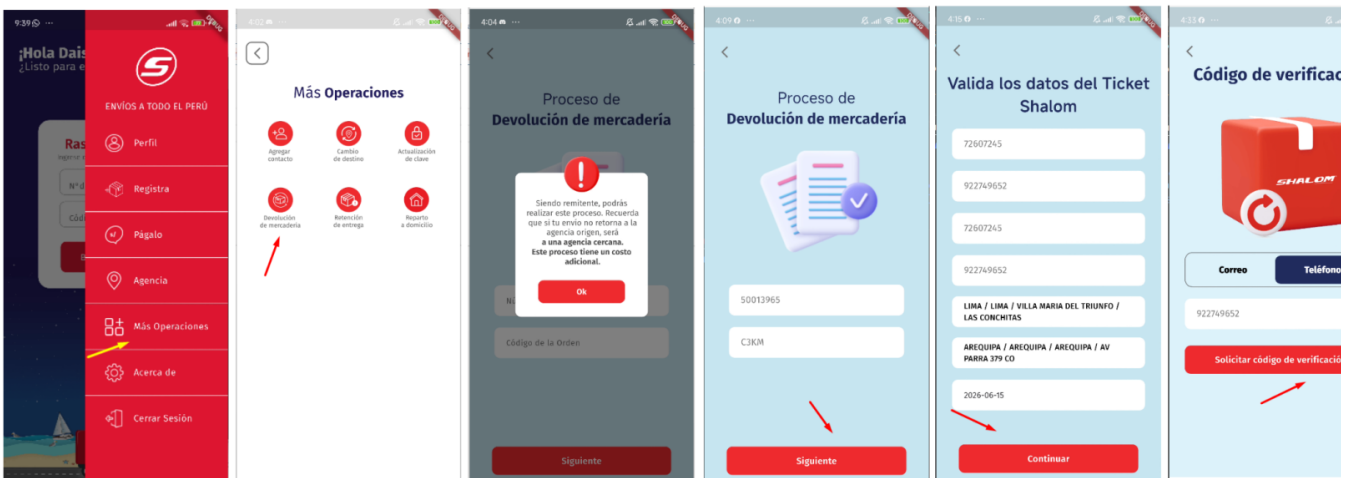 9:39
¡Hola Dais
¿Listo para e
Ras
N°d
Códi
ENVÍOS A TODO EL PERÚ
Perfil
Registra
Págalo
Agencia
Más Operaciones
Acerca de
Cerrar Sesión
4:02
Más Operaciones
Agregar
contacto
Cambio
de destino
Actualización
de clave
Devolución
de mercadería
Retención
de entrega
Reparto
a domicilio
4:04
Proceso de
Devolución de mercadería
Siendo remitente, podrás
realizar este proceso. Recuerda
que si tu envío no retorna a la
agencia origen, será
a una agencia cercana.
Este proceso tiene un costo
adicional.
Ok
Código de la Orden
Siguiente
4:09
Proceso de
Devolución de mercadería
S0013965
C3KM
Siguiente
4:15
Valida los datos del Ticket
Shalom
72607245
922749652
72607245
922749652
LIMA / LIMA / VILLA MARIA DEL TRIUNFO /
LAS CONCHITAS
AREQUIPA / AREQUIPA / AREQUIPA / AV
PARRA 379 CO
2026-06-15
Continuar
4:33
Código de verificac
SHALOM
Correo
Teléfono
922749652
Solicitar código de verificació